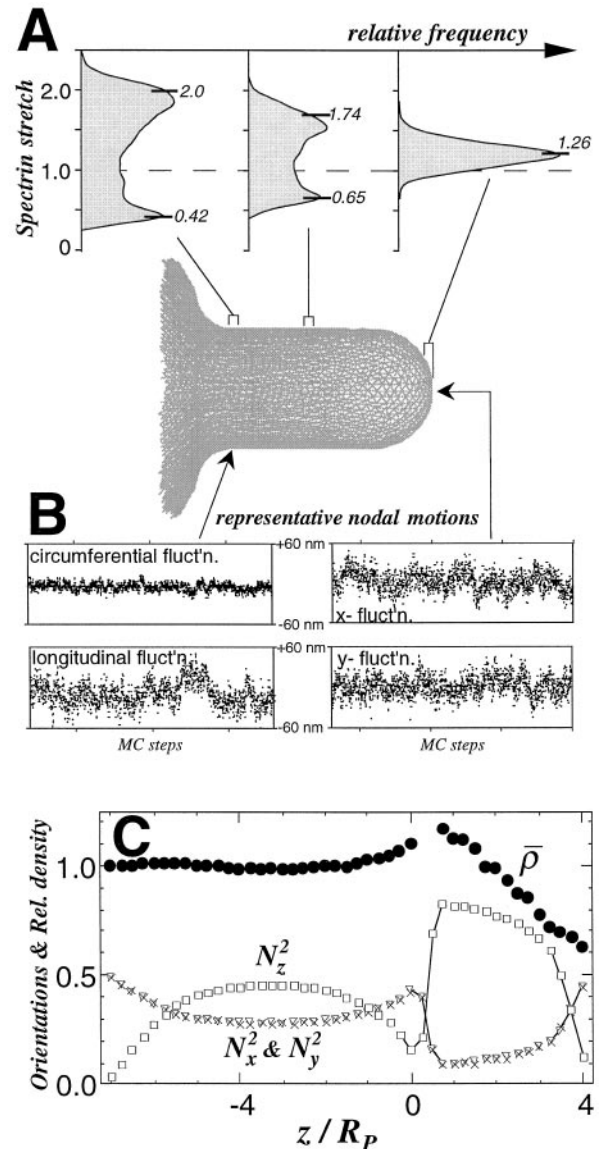 A
relative frequency
Spectrin stretch
2.0
1.0
0
2.0
0.42
1.74
0.65
1.26
B
representative nodal motions
circumferential fluct'n.
+60 nm
-60 nm
x- fluct'n.
longitudinal fluct'n.
+60 nm
-60 nm
y- fluct'n.
MC steps
MC steps
C
Orientations & Rel. density
1.0
0.5
0.0
ρ̅
N_z^2
N_x^2 & N_y^2
-4
0
4
z / R_P